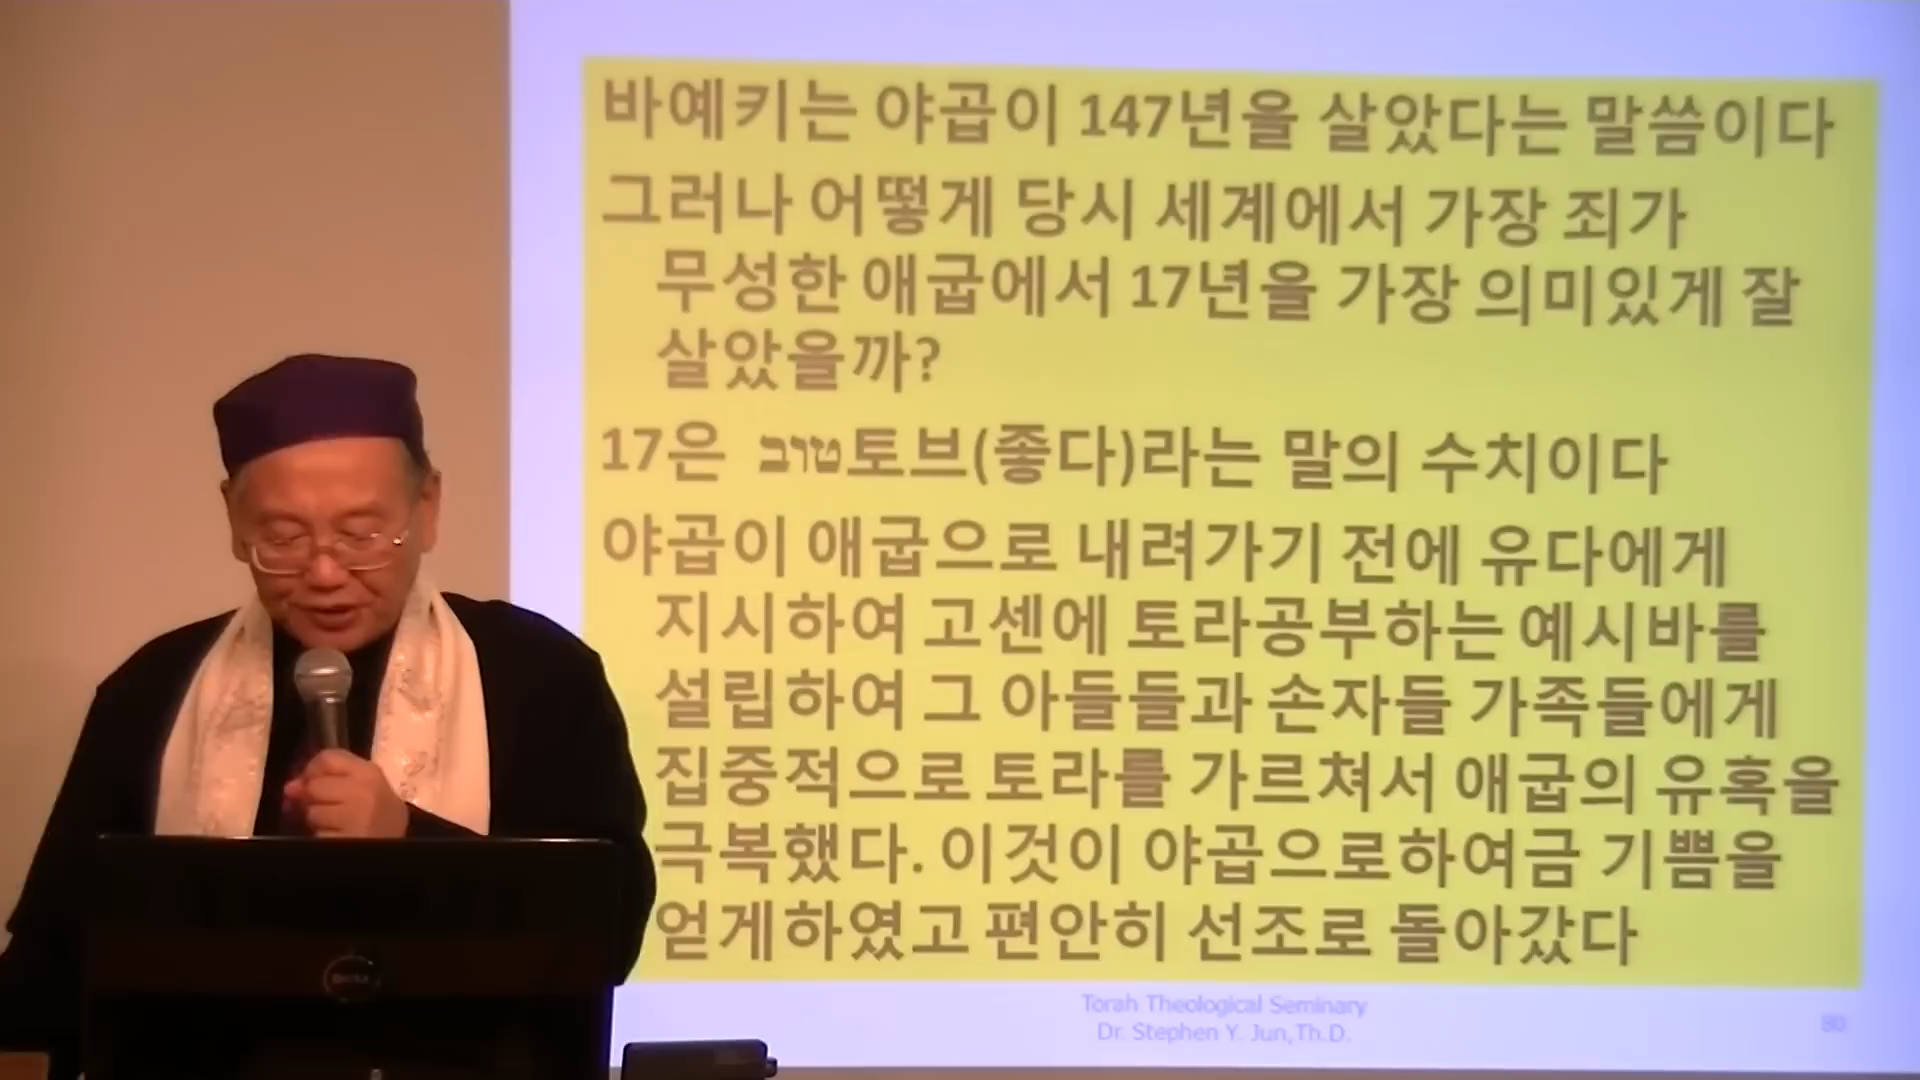 바예키는 야곱이 147년을 살았다는 말씀이다
그러나 어떻게 당시 세계에서 가장 죄가
무성한 애굽에서 17년을 가장 의미있게 잘
살았을까?
17은 טוב토브(좋다)라는 말의 수치이다
야곱이 애굽으로 내려가기 전에 유다에게
지시하여 고센에 토라공부하는 예시바를
설립하여 그 아들들과 손자들 가족들에게
집중적으로 토라를 가르쳐서 애굽의 유혹을
극복했다. 이것이 야곱으로하여금 기쁨을
얻게하였고 편안히 선조로 돌아갔다
Torah Theological Seminary
Dr. Stephen Y. Jun,Th.D.
80